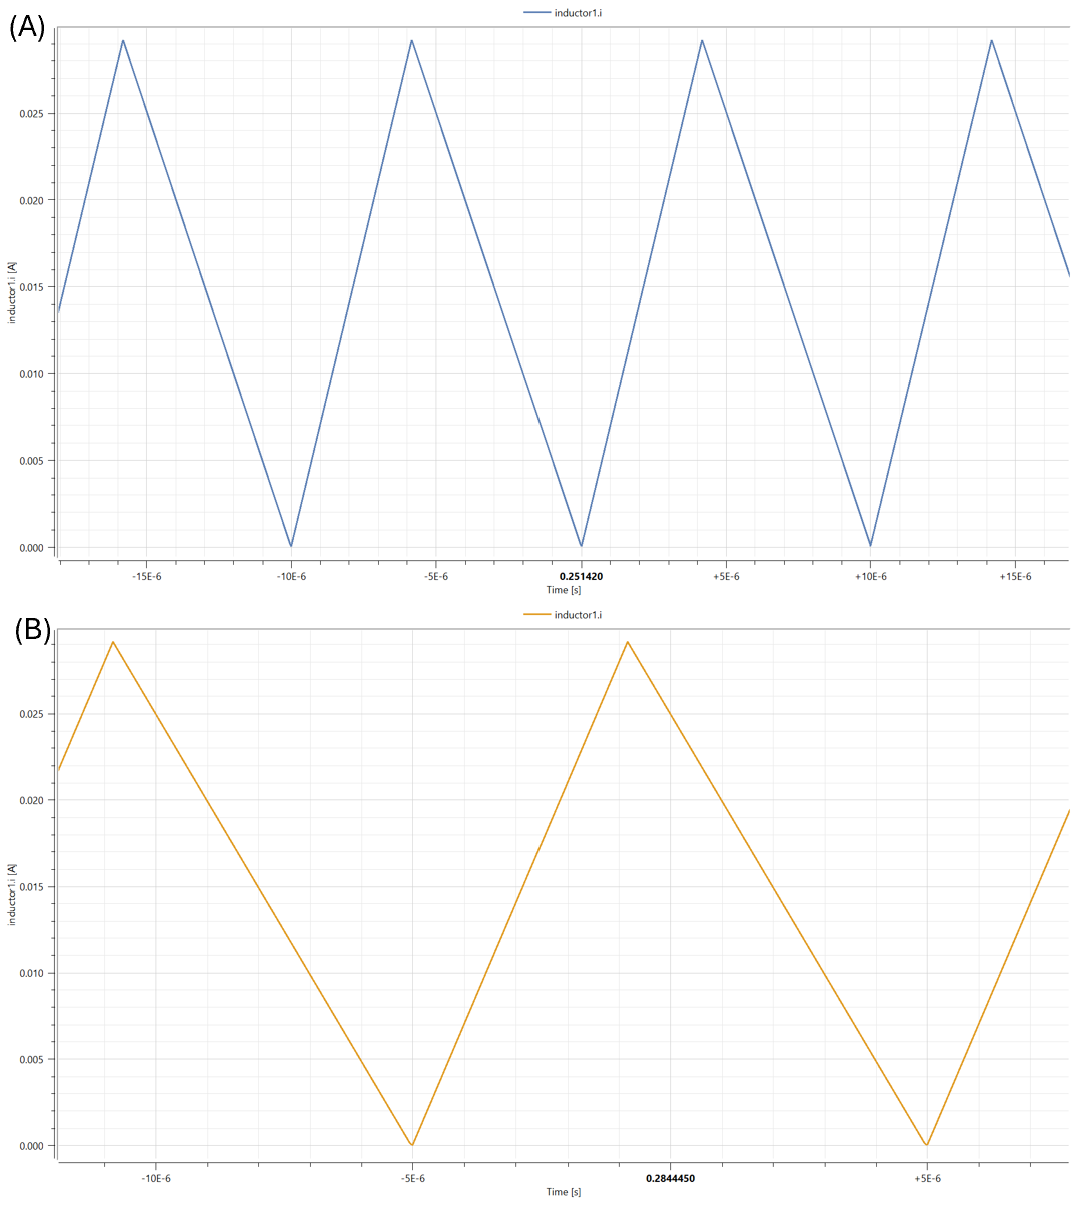 (A)
inductor1.i
0.025
0.020
0.015
0.010
0.005
0.000
inductor1.i [A]
-15E-6 -10E-6 -5E-6 0.251420 +5E-6 +10E-6 +15E-6
Time [s]
(B)
inductor1.i
0.025
0.020
0.015
0.010
0.005
0.000
inductor1.i [A]
-10E-6 -5E-6 0.2844450 +5E-6
Time [s]